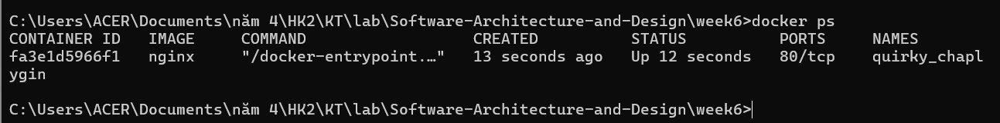 C:\Users\ACER\Documents\năm 4\HK2\KT\lab\Software-Architecture-and-Design\week6>docker ps
CONTAINER ID   IMAGE     COMMAND                  CREATED          STATUS          PORTS     NAMES
fa3e1d5966f1   nginx     "/docker-entrypoint.…"   13 seconds ago   Up 12 seconds   80/tcp    quirky_chapl
ygin
C:\Users\ACER\Documents\năm 4\HK2\KT\lab\Software-Architecture-and-Design\week6>